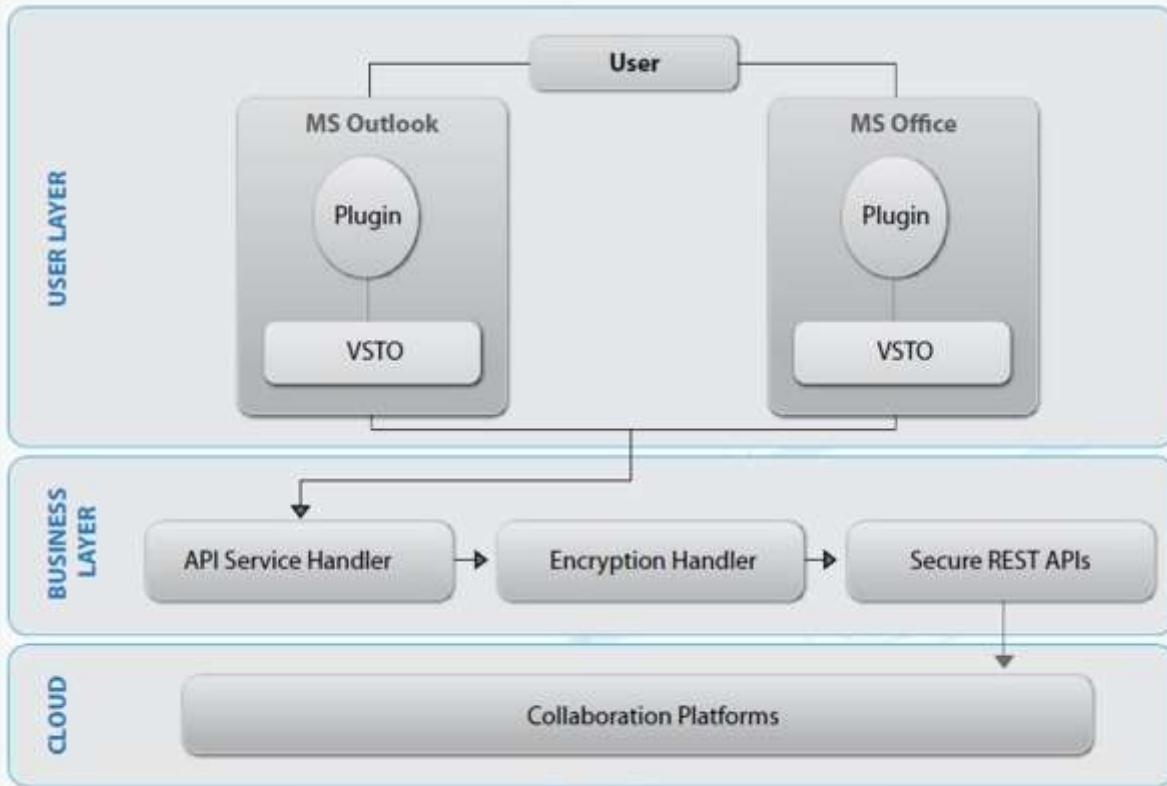 User
MS Outlook
MS Office
Plugin
Plugin
VSTO
VSTO
USER LAYER
BUSINESS
LAYER
API Service Handler
Encryption Handler
Secure REST APIs
CLOUD
Collaboration Platforms